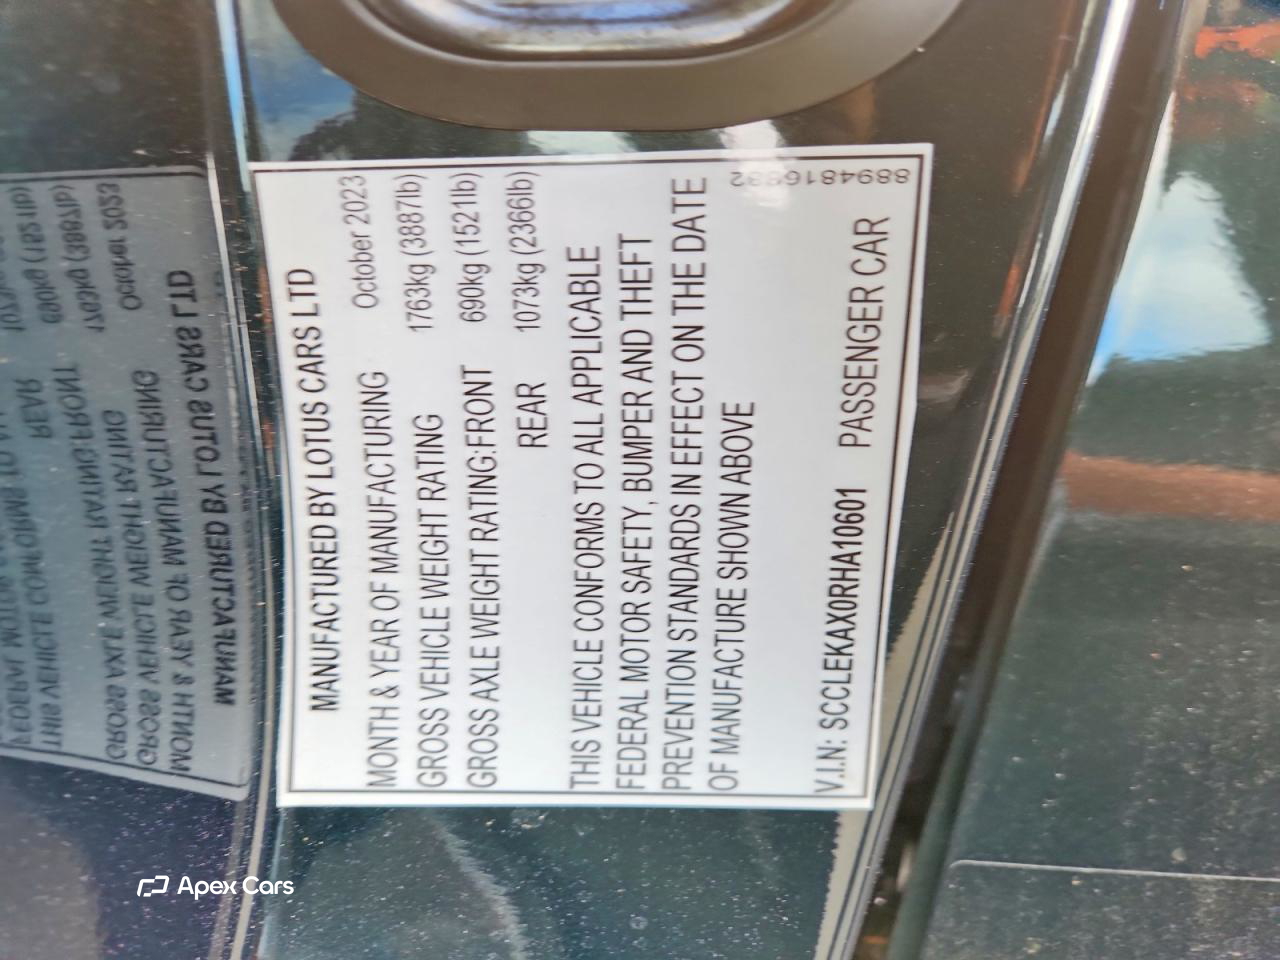 MANUFACTURED BY LOTUS CARS LTD
MONTH & YEAR OF MANUFACTURING October 2023
GROSS VEHICLE WEIGHT RATING 1763kg (3887lb)
GROSS AXLE WEIGHT RATING:FRONT 690kg (1521lb)
REAR 1073kg (2366lb)
THIS VEHICLE CONFORMS TO ALL APPLICABLE
FEDERAL MOTOR SAFETY, BUMPER AND THEFT
PREVENTION STANDARDS IN EFFECT ON THE DATE
OF MANUFACTURE SHOWN ABOVE
V.I.N: SCCLEKAX0RHA10601 PASSENGER CAR
Apex Cars